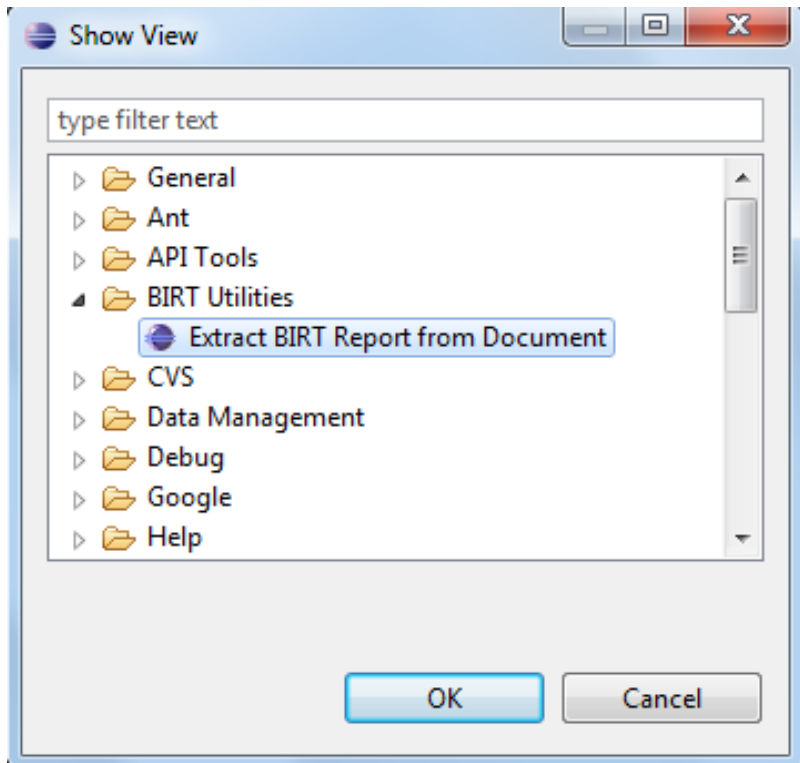 Show View
type filter text
General
Ant
API Tools
BIRT Utilities
Extract BIRT Report from Document
CVS
Data Management
Debug
Google
Help
OK Cancel